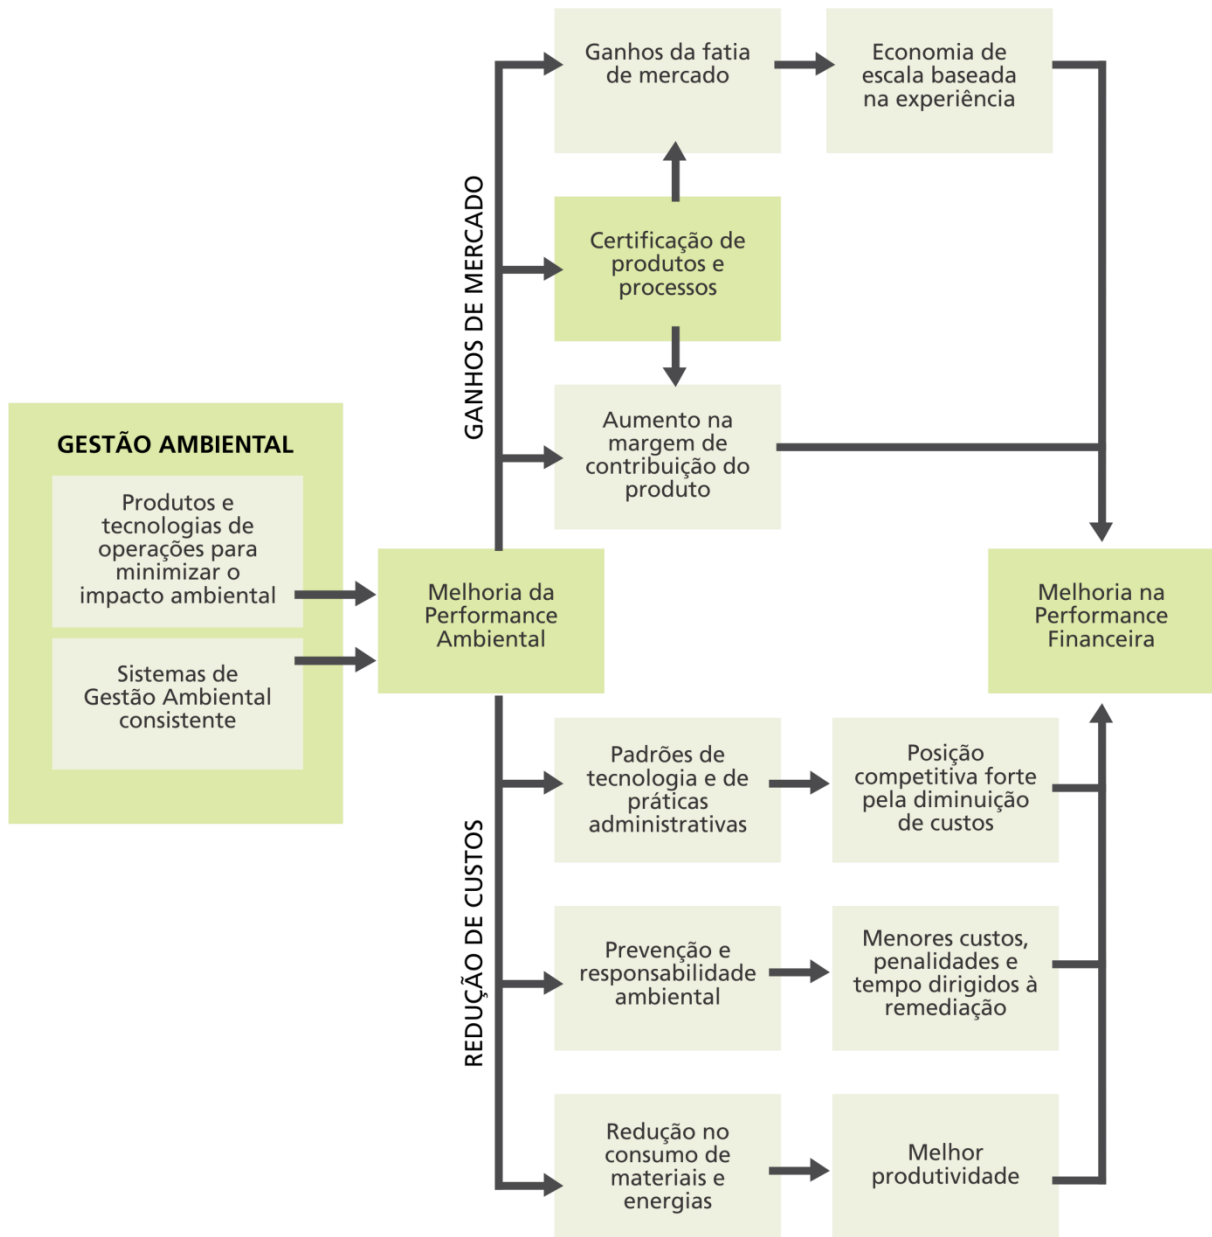 GESTÃO AMBIENTAL
Produtos e
tecnologias de
operações para
minimizar o
impacto ambiental
Sistemas de
Gestão Ambiental
consistente
Melhoria da
Performance
Ambiental
GANHOS DE MERCADO
Ganhos da fatia
de mercado
Economia de
escala baseada
na experiência
Certificação de
produtos e
processos
Aumento na
margem de
contribuição do
produto
REDUÇÃO DE CUSTOS
Padrões de
tecnologia e de
práticas
administrativas
Posição
competitiva forte
pela diminuição
de custos
Prevenção e
responsabilidade
ambiental
Menores custos,
penalidades e
tempo dirigidos à
remediação
Redução no
consumo de
materiais e
energias
Melhor
produtividade
Melhoria na
Performance
Financeira